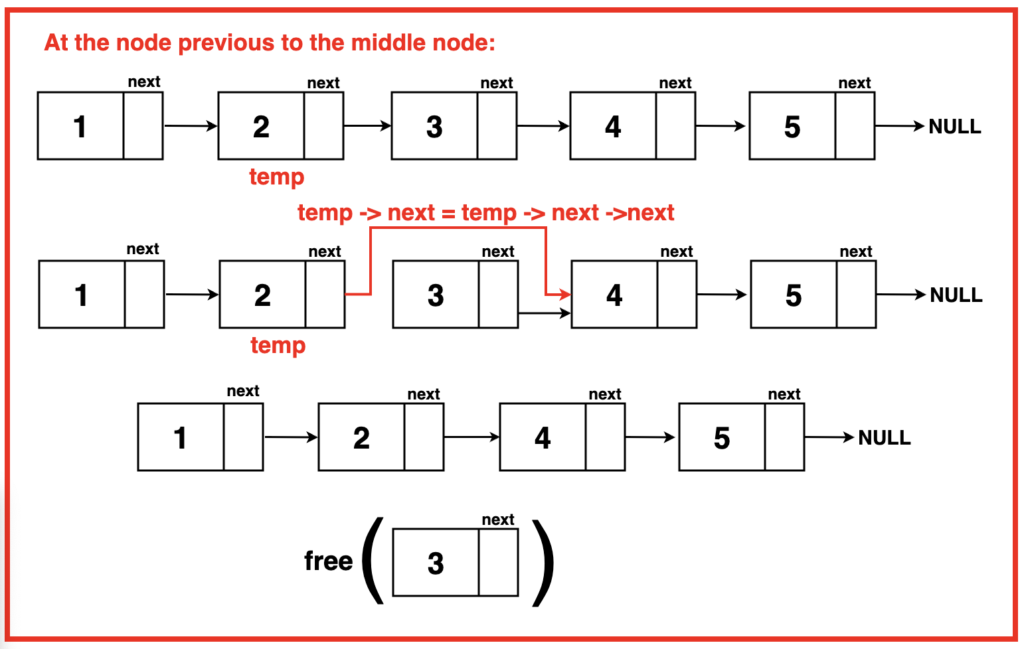 At the node previous to the middle node:
next next next next next
1 2 3 4 5 NULL
temp
temp -> next = temp -> next ->next
next next next next next
1 2 3 4 5 NULL
temp
next next next next
1 2 4 5 NULL
next
free ( 3 )